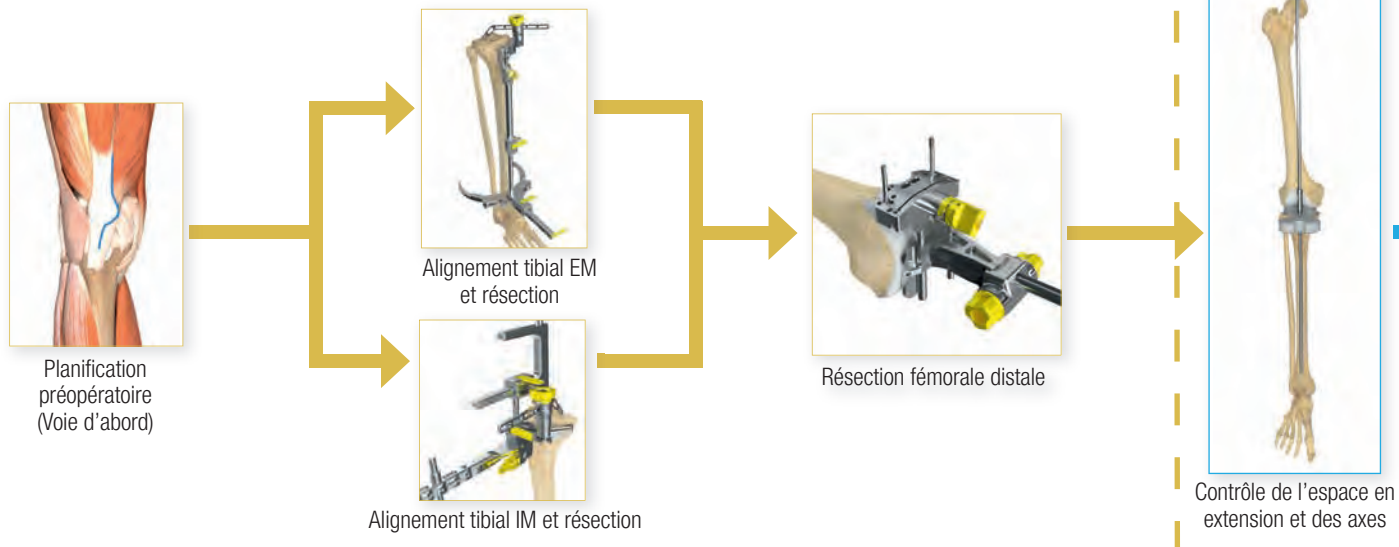 Planification
préopératoire
(Voie d'abord)
Alignement tibial EM
et résection
Alignement tibial IM et résection
Résection fémorale distale
Contrôle de l'espace en
extension et des axes